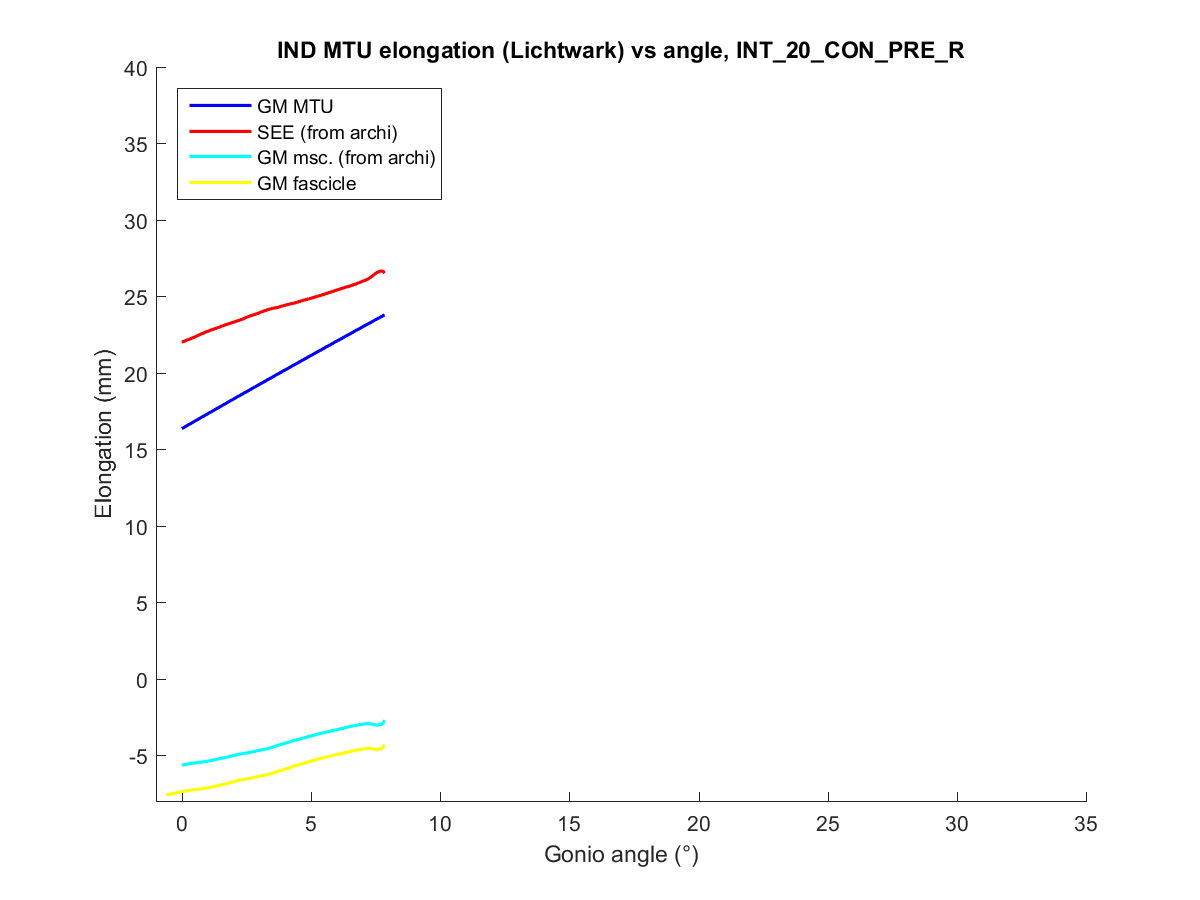 IND MTU elongation (Lichtwark) vs angle, INT_20_CON_PRE_R
40
35
30
25
20
15
10
5
0
-5
GM MTU
SEE (from archi)
GM msc. (from archi)
GM fascicle
Elongation (mm)
0 5 10 15 20 25 30 35
Gonio angle (°)